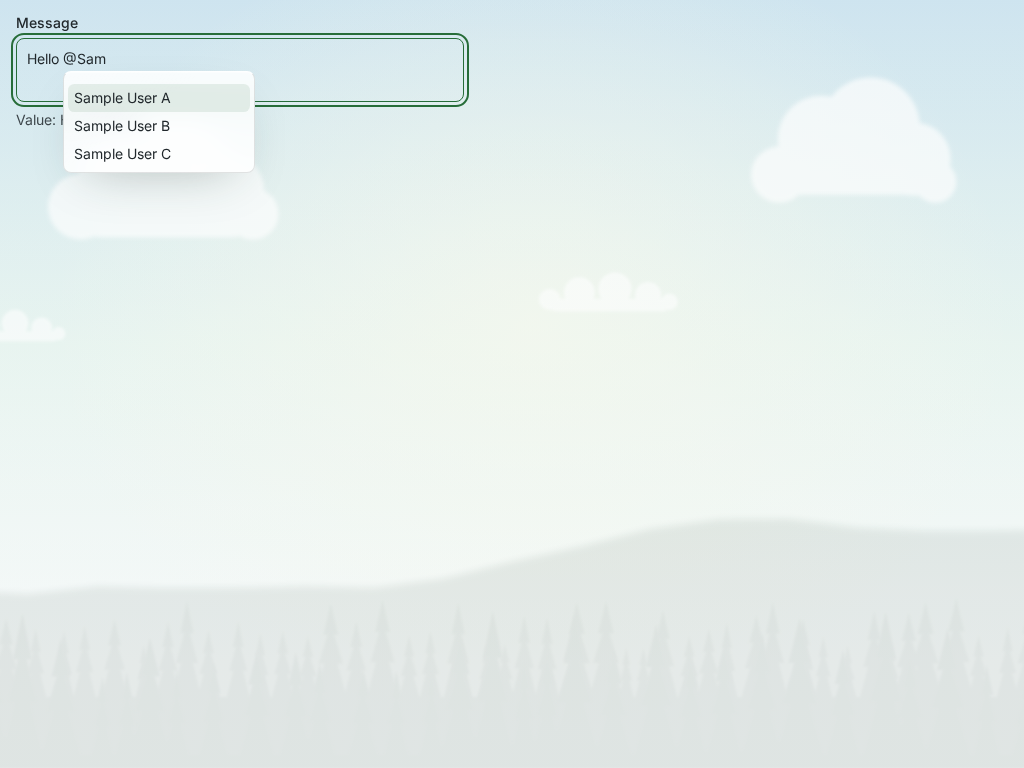 Message
Hello @Sam
Sample User A
Value:
Sample User B
Sample User C